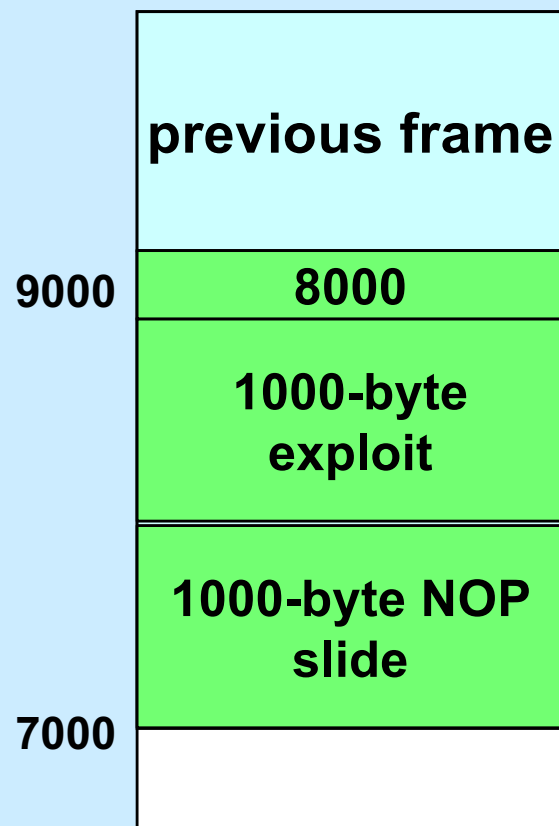 previous frame
9000
8000
1000-byte
exploit
1000-byte NOP
slide
7000